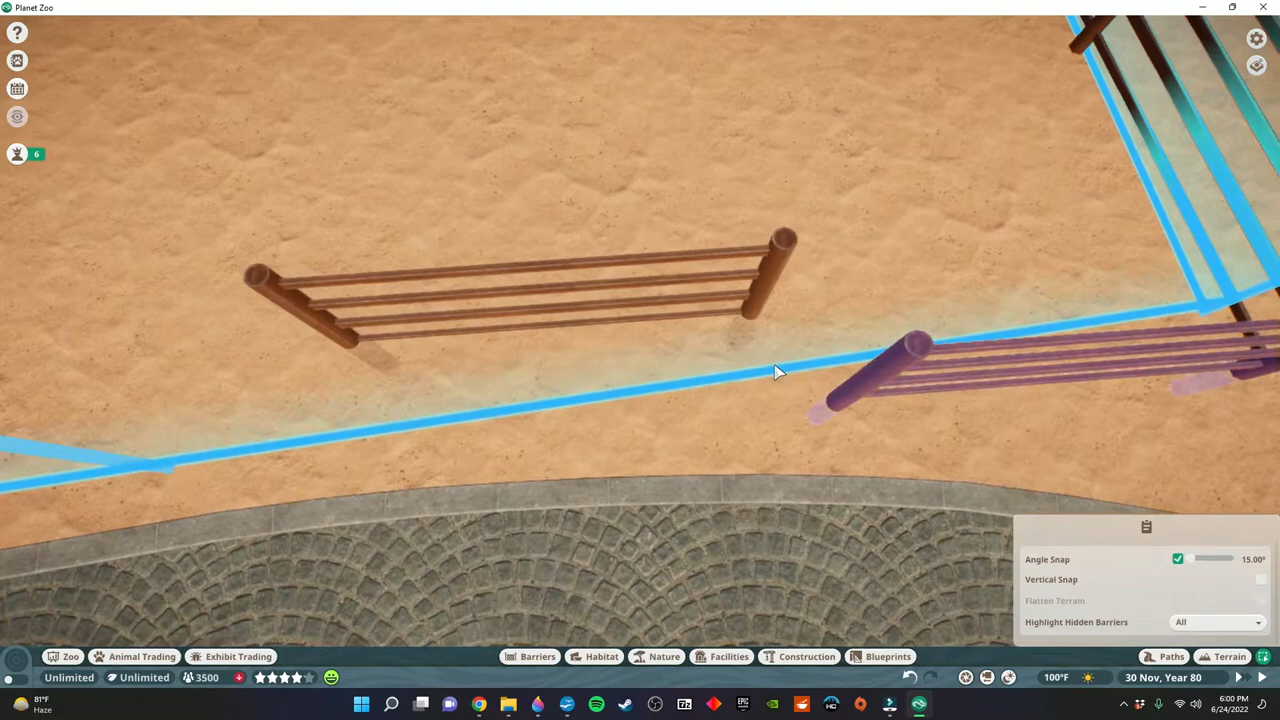 Planet Zoo
6
Angle Snap 15.00°
Vertical Snap
Flatten Terrain
Highlight Hidden Barriers All
Zoo Animal Trading Exhibit Trading Barriers Habitat Nature Facilities Construction Blueprints Paths Terrain
Unlimited Unlimited 3500 100°F 30 Nov, Year 80
81°F
Haze
6:00 PM
6/24/2022